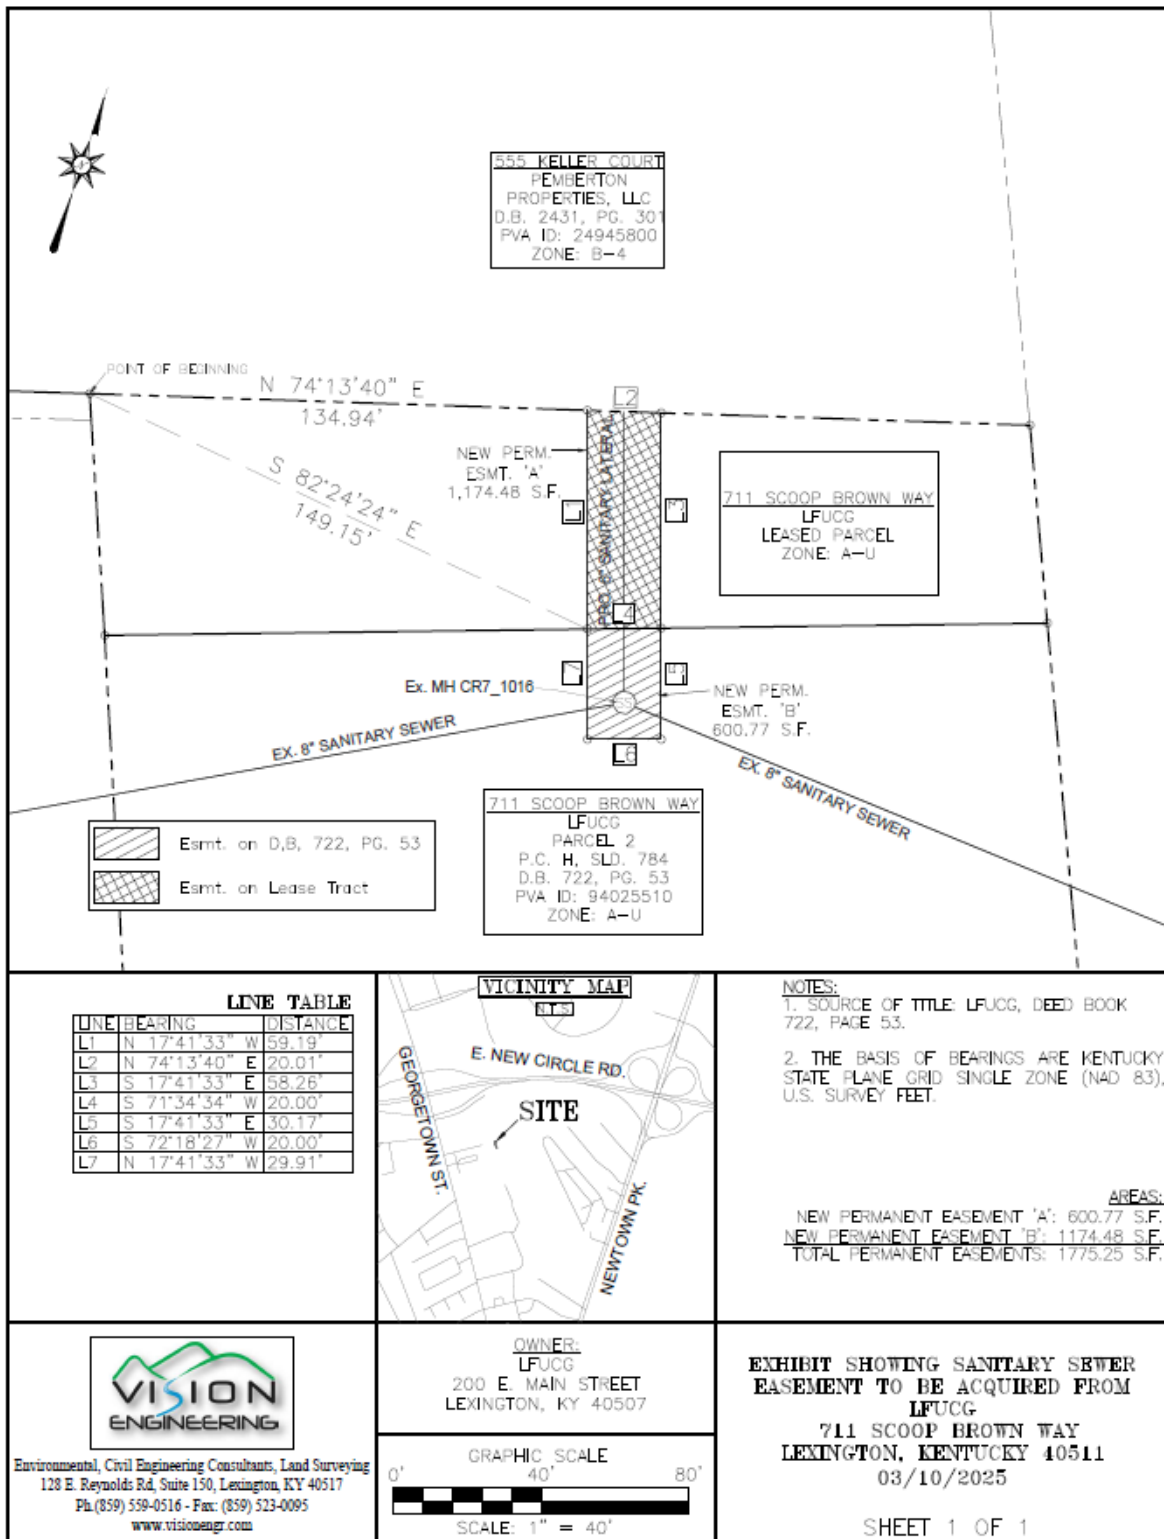 555 KELLER COURT
PEMBERTON
PROPERTIES, LLC
D.B. 2431, PG. 301
PVA ID: 24945800
ZONE: B-4
POINT OF BEGINNING
N 74°13'40" E
134.94'
L2
S 82°24'24" E
149.15'
NEW PERM.
ESMT. 'A'
1,174.48 S.F.
L1
PRO. 6" SANITARY LATERAL
L3
711 SCOOP BROWN WAY
LFUCG
LEASED PARCEL
ZONE: A-U
L4
L7
L5
Ex. MH CR7_1016
SS
NEW PERM.
ESMT. 'B'
600.77 S.F.
EX. 8" SANITARY SEWER
L6
EX. 8" SANITARY SEWER
711 SCOOP BROWN WAY
LFUCG
PARCEL 2
P.C. H, SLD. 784
D.B. 722, PG. 53
PVA ID: 94025510
ZONE: A-U
Esmt. on D,B, 722, PG. 53
Esmt. on Lease Tract
LINE TABLE
LINE BEARING DISTANCE
L1 N 17°41'33" W 59.19'
L2 N 74°13'40" E 20.01'
L3 S 17°41'33" E 58.26'
L4 S 71°34'34" W 20.00'
L5 S 17°41'33" E 30.17'
L6 S 72°18'27" W 20.00'
L7 N 17°41'33" W 29.91'
VICINITY MAP
N.T.S.
E. NEW CIRCLE RD.
GEORGETOWN ST.
SITE
NEWTOWN PK.
NOTES:
1. SOURCE OF TITLE: LFUCG, DEED BOOK
722, PAGE 53.
2. THE BASIS OF BEARINGS ARE KENTUCKY
STATE PLANE GRID SINGLE ZONE (NAD 83),
U.S. SURVEY FEET.
AREAS:
NEW PERMANENT EASEMENT 'A': 600.77 S.F.
NEW PERMANENT EASEMENT 'B': 1174.48 S.F.
TOTAL PERMANENT EASEMENTS: 1775.25 S.F.
VISION
ENGINEERING
Environmental, Civil Engineering Consultants, Land Surveying
128 E. Reynolds Rd, Suite 150, Lexington, KY 40517
Ph.(859) 559-0516 - Fax: (859) 523-0095
www.visionengr.com
OWNER:
LFUCG
200 E. MAIN STREET
LEXINGTON, KY 40507
GRAPHIC SCALE
0' 40' 80'
SCALE: 1" = 40'
EXHIBIT SHOWING SANITARY SEWER
EASEMENT TO BE ACQUIRED FROM
LFUCG
711 SCOOP BROWN WAY
LEXINGTON, KENTUCKY 40511
03/10/2025
SHEET 1 OF 1